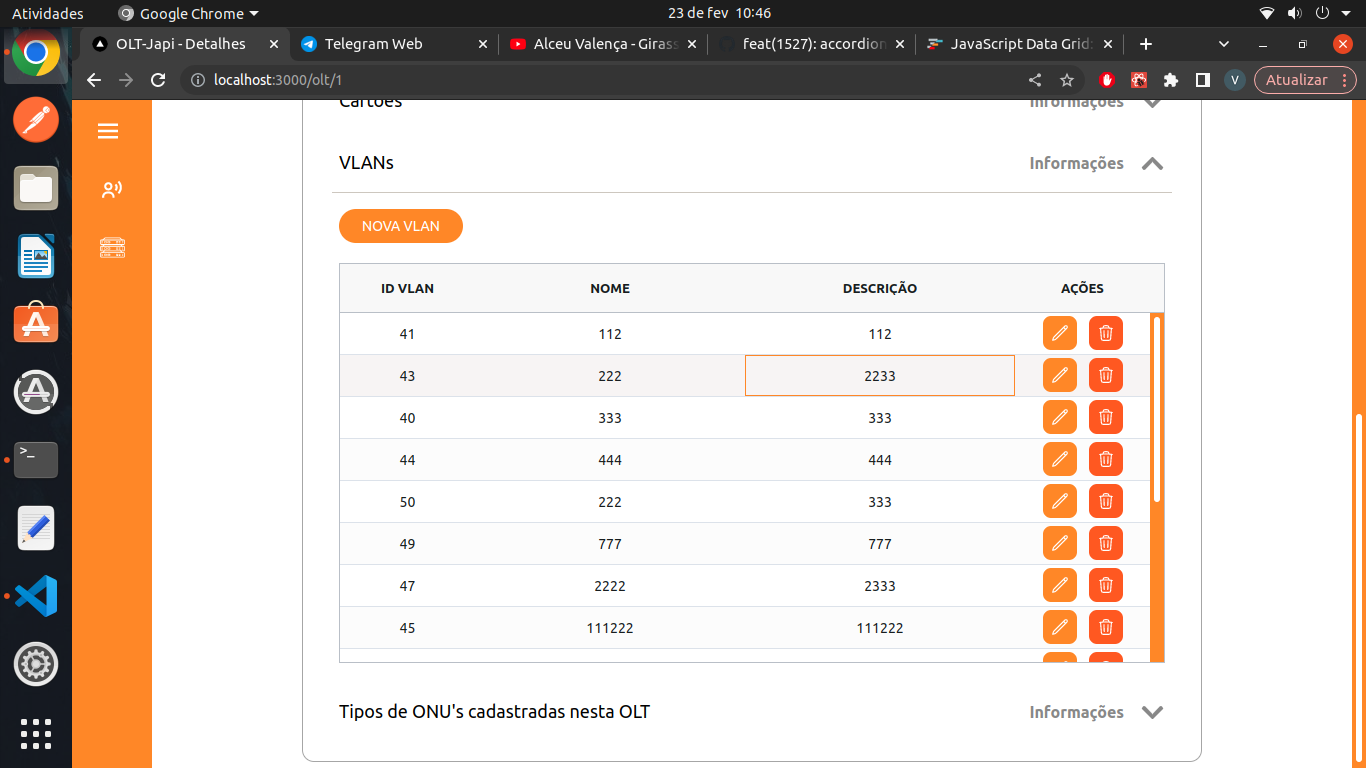 Atividades Google Chrome 23 de fev 10:46
OLT-Japi - Detalhes Telegram Web Alceu Valença - Girass feat(1527): accordion JavaScript Data Grid:
localhost:3000/olt/1 V Atualizar
Cartões Informações
VLANs Informações
NOVA VLAN
ID VLAN NOME DESCRIÇÃO AÇÕES
41 112 112
43 222 2233
40 333 333
44 444 444
50 222 333
49 777 777
47 2222 2333
45 111222 111222
Tipos de ONU's cadastradas nesta OLT Informações